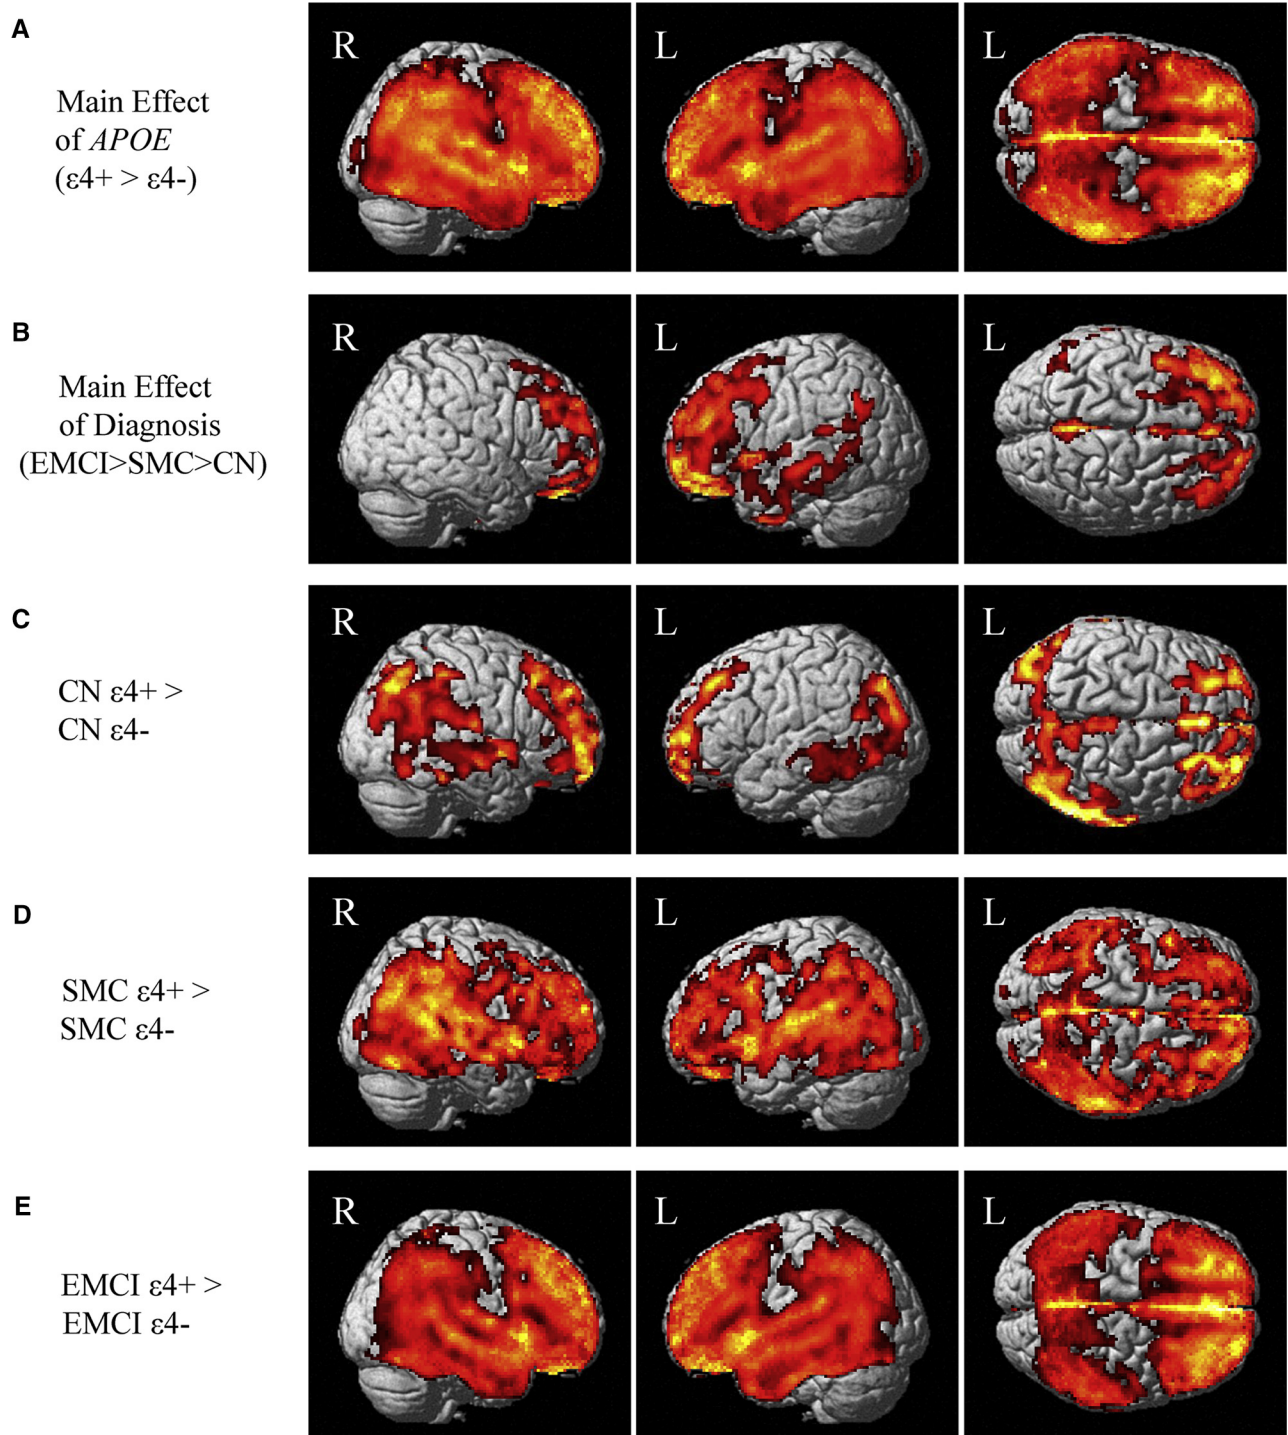 A
Main Effect
of APOE
(ε4+ > ε4-)
R
L
L
B
Main Effect
of Diagnosis
(EMCI>SMC>CN)
R
L
L
C
CN ε4+ >
CN ε4-
R
L
L
D
SMC ε4+ >
SMC ε4-
R
L
L
E
EMCI ε4+ >
EMCI ε4-
R
L
L